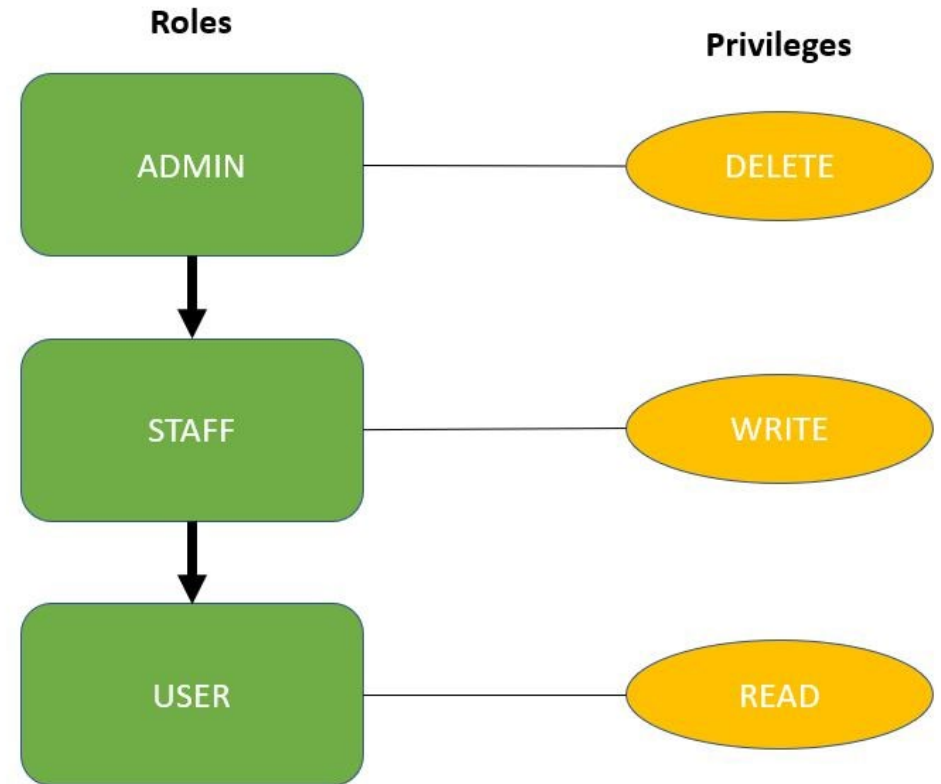 Roles
Privileges
ADMIN
DELETE
STAFF
WRITE
USER
READ